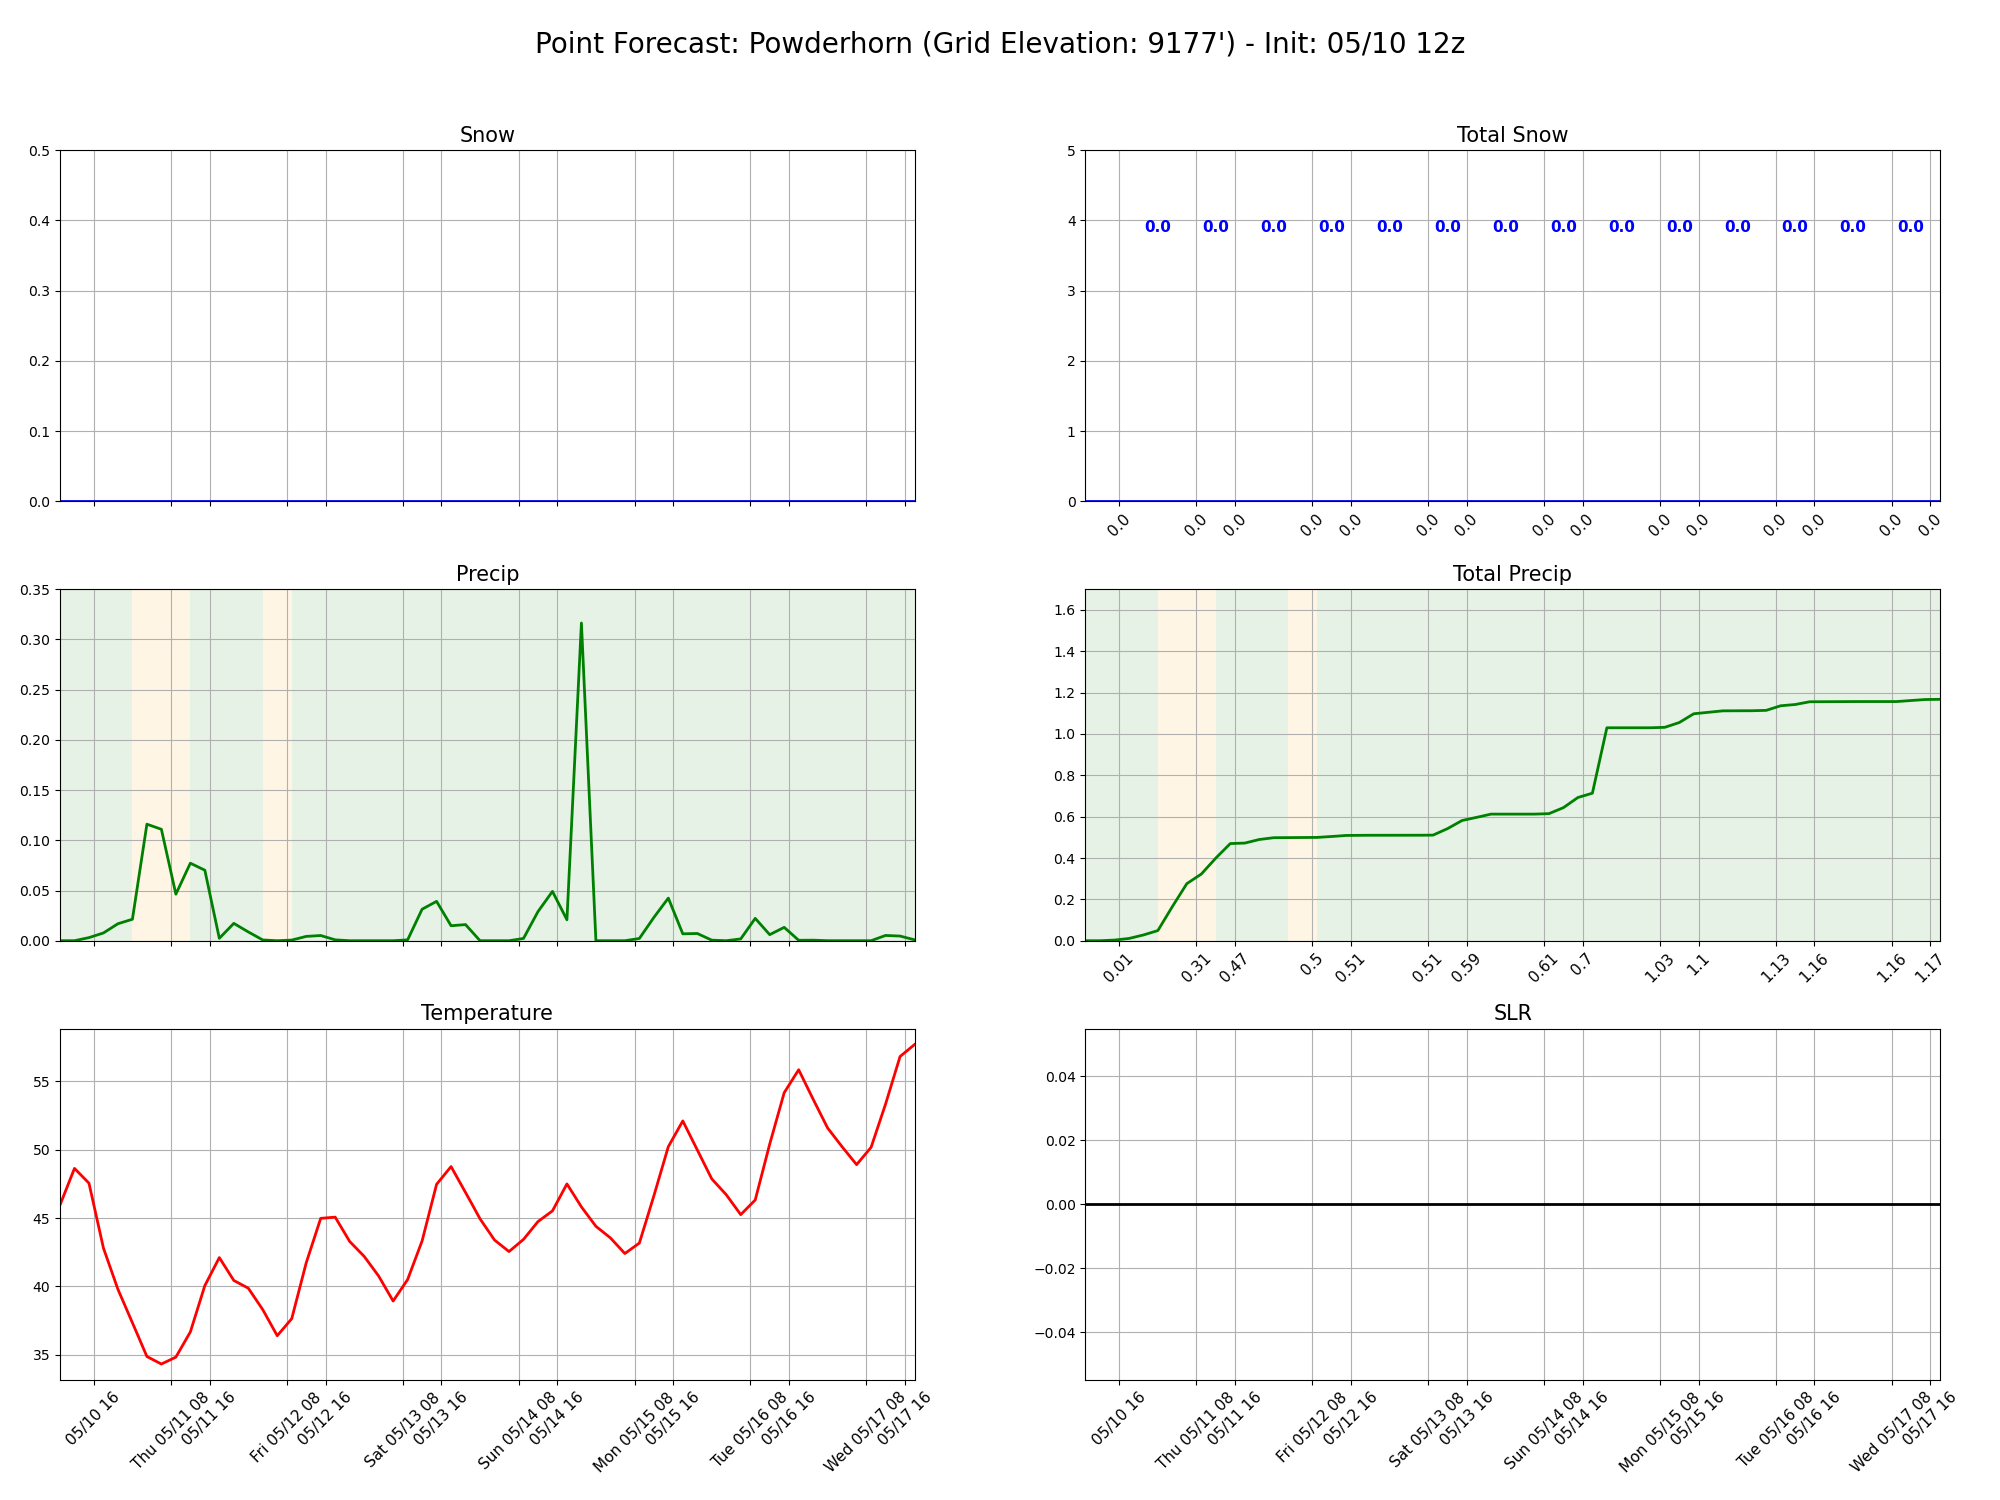 Point Forecast: Powderhorn (Grid Elevation: 9177') - Init: 05/10 12z
Snow
0.5
0.4
0.3
0.2
0.1
0.0
Total Snow
5
4
3
2
1
0
0.0 0.0 0.0 0.0 0.0 0.0 0.0 0.0 0.0 0.0 0.0 0.0 0.0 0.0
0.0 0.0 0.0 0.0 0.0 0.0 0.0 0.0 0.0 0.0 0.0 0.0 0.0 0.0 0.0
Precip
0.35
0.30
0.25
0.20
0.15
0.10
0.05
0.00
Total Precip
1.6
1.4
1.2
1.0
0.8
0.6
0.4
0.2
0.0
0.01 0.31 0.47 0.5 0.51 0.51 0.59 0.61 0.7 1.03 1.1 1.13 1.16 1.16 1.17
Temperature
55
50
45
40
35
05/10 16
Thu 05/11 08
05/11 16
Fri 05/12 08
05/12 16
Sat 05/13 08
05/13 16
Sun 05/14 08
05/14 16
Mon 05/15 08
05/15 16
Tue 05/16 08
05/16 16
Wed 05/17 08
05/17 16
SLR
0.04
0.02
0.00
−0.02
−0.04
05/10 16
Thu 05/11 08
05/11 16
Fri 05/12 08
05/12 16
Sat 05/13 08
05/13 16
Sun 05/14 08
05/14 16
Mon 05/15 08
05/15 16
Tue 05/16 08
05/16 16
Wed 05/17 08
05/17 16